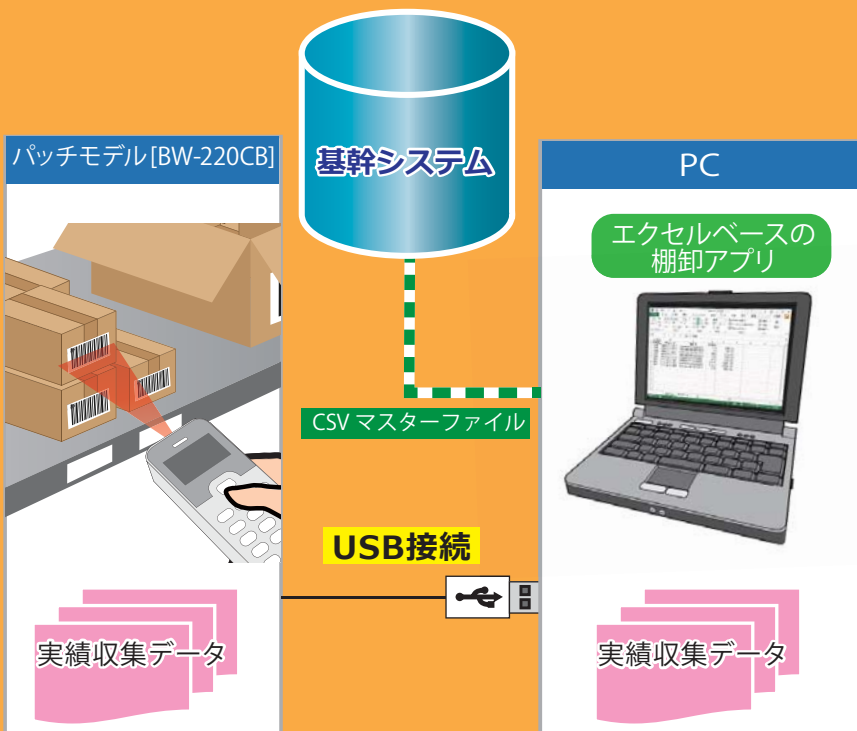 基幹システム
パッチモデル[BW-220CB]
PC
エクセルベースの
棚卸アプリ
CSV マスターファイル
USB接続
実績収集データ
実績収集データ